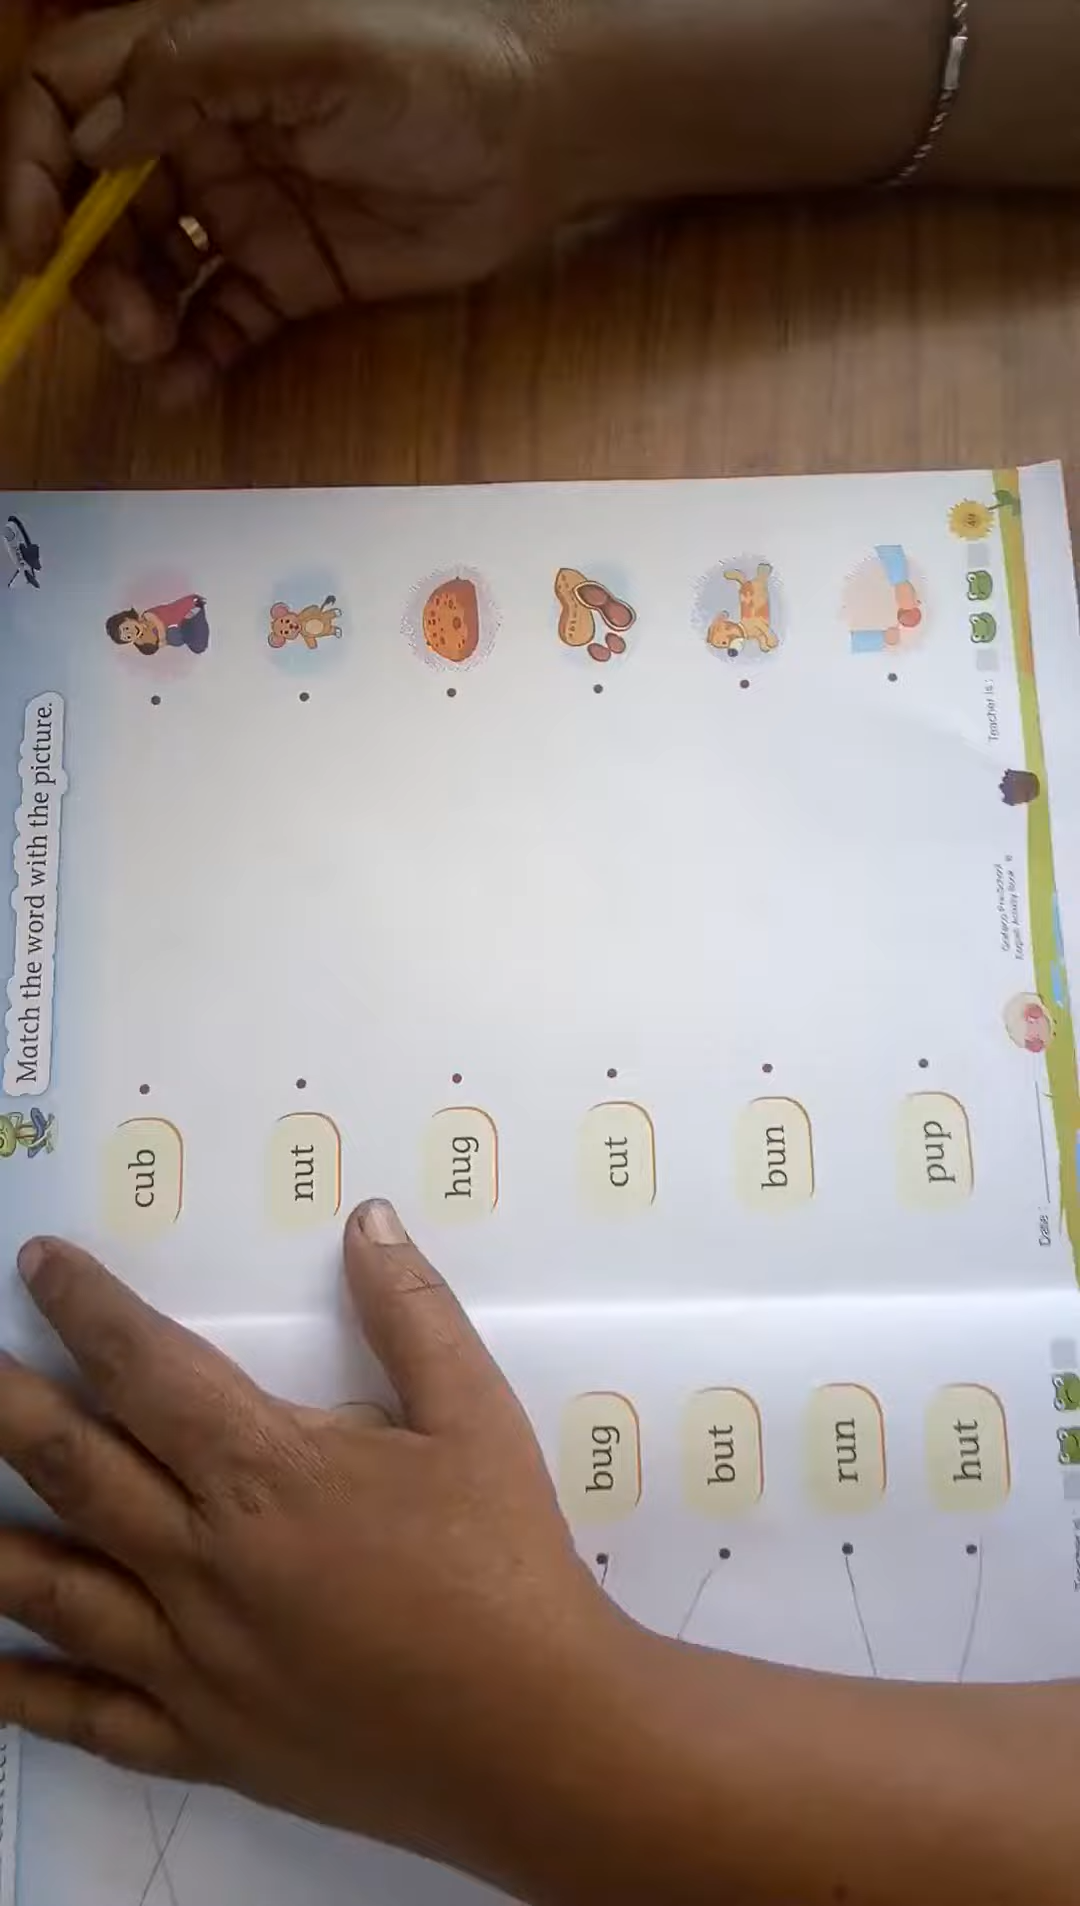 Match the word with the picture.
cub
nut
hug
cut
bun
pup
Date :
Teacher is :
49
bug
but
run
hut